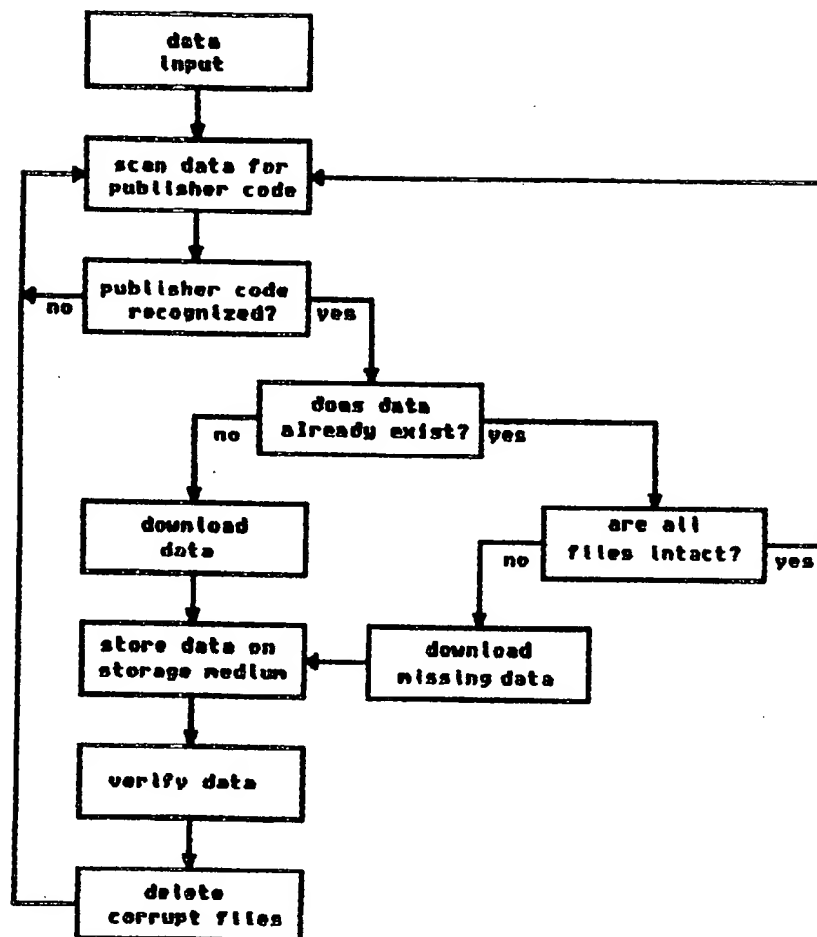 data
input
scan data for
publisher code
publisher code
recognized?
no
yes
does data
already exist?
no
yes
download
data
are all
files intact?
no
yes
store data on
storage medium
download
missing data
verify data
delete
corrupt files